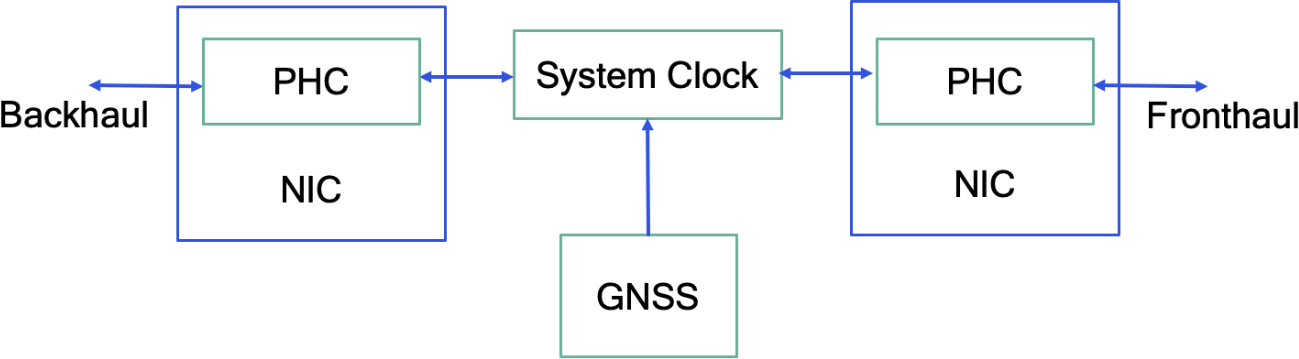 PHC
System Clock
PHC
Backhaul
Fronthaul
NIC
NIC
GNSS